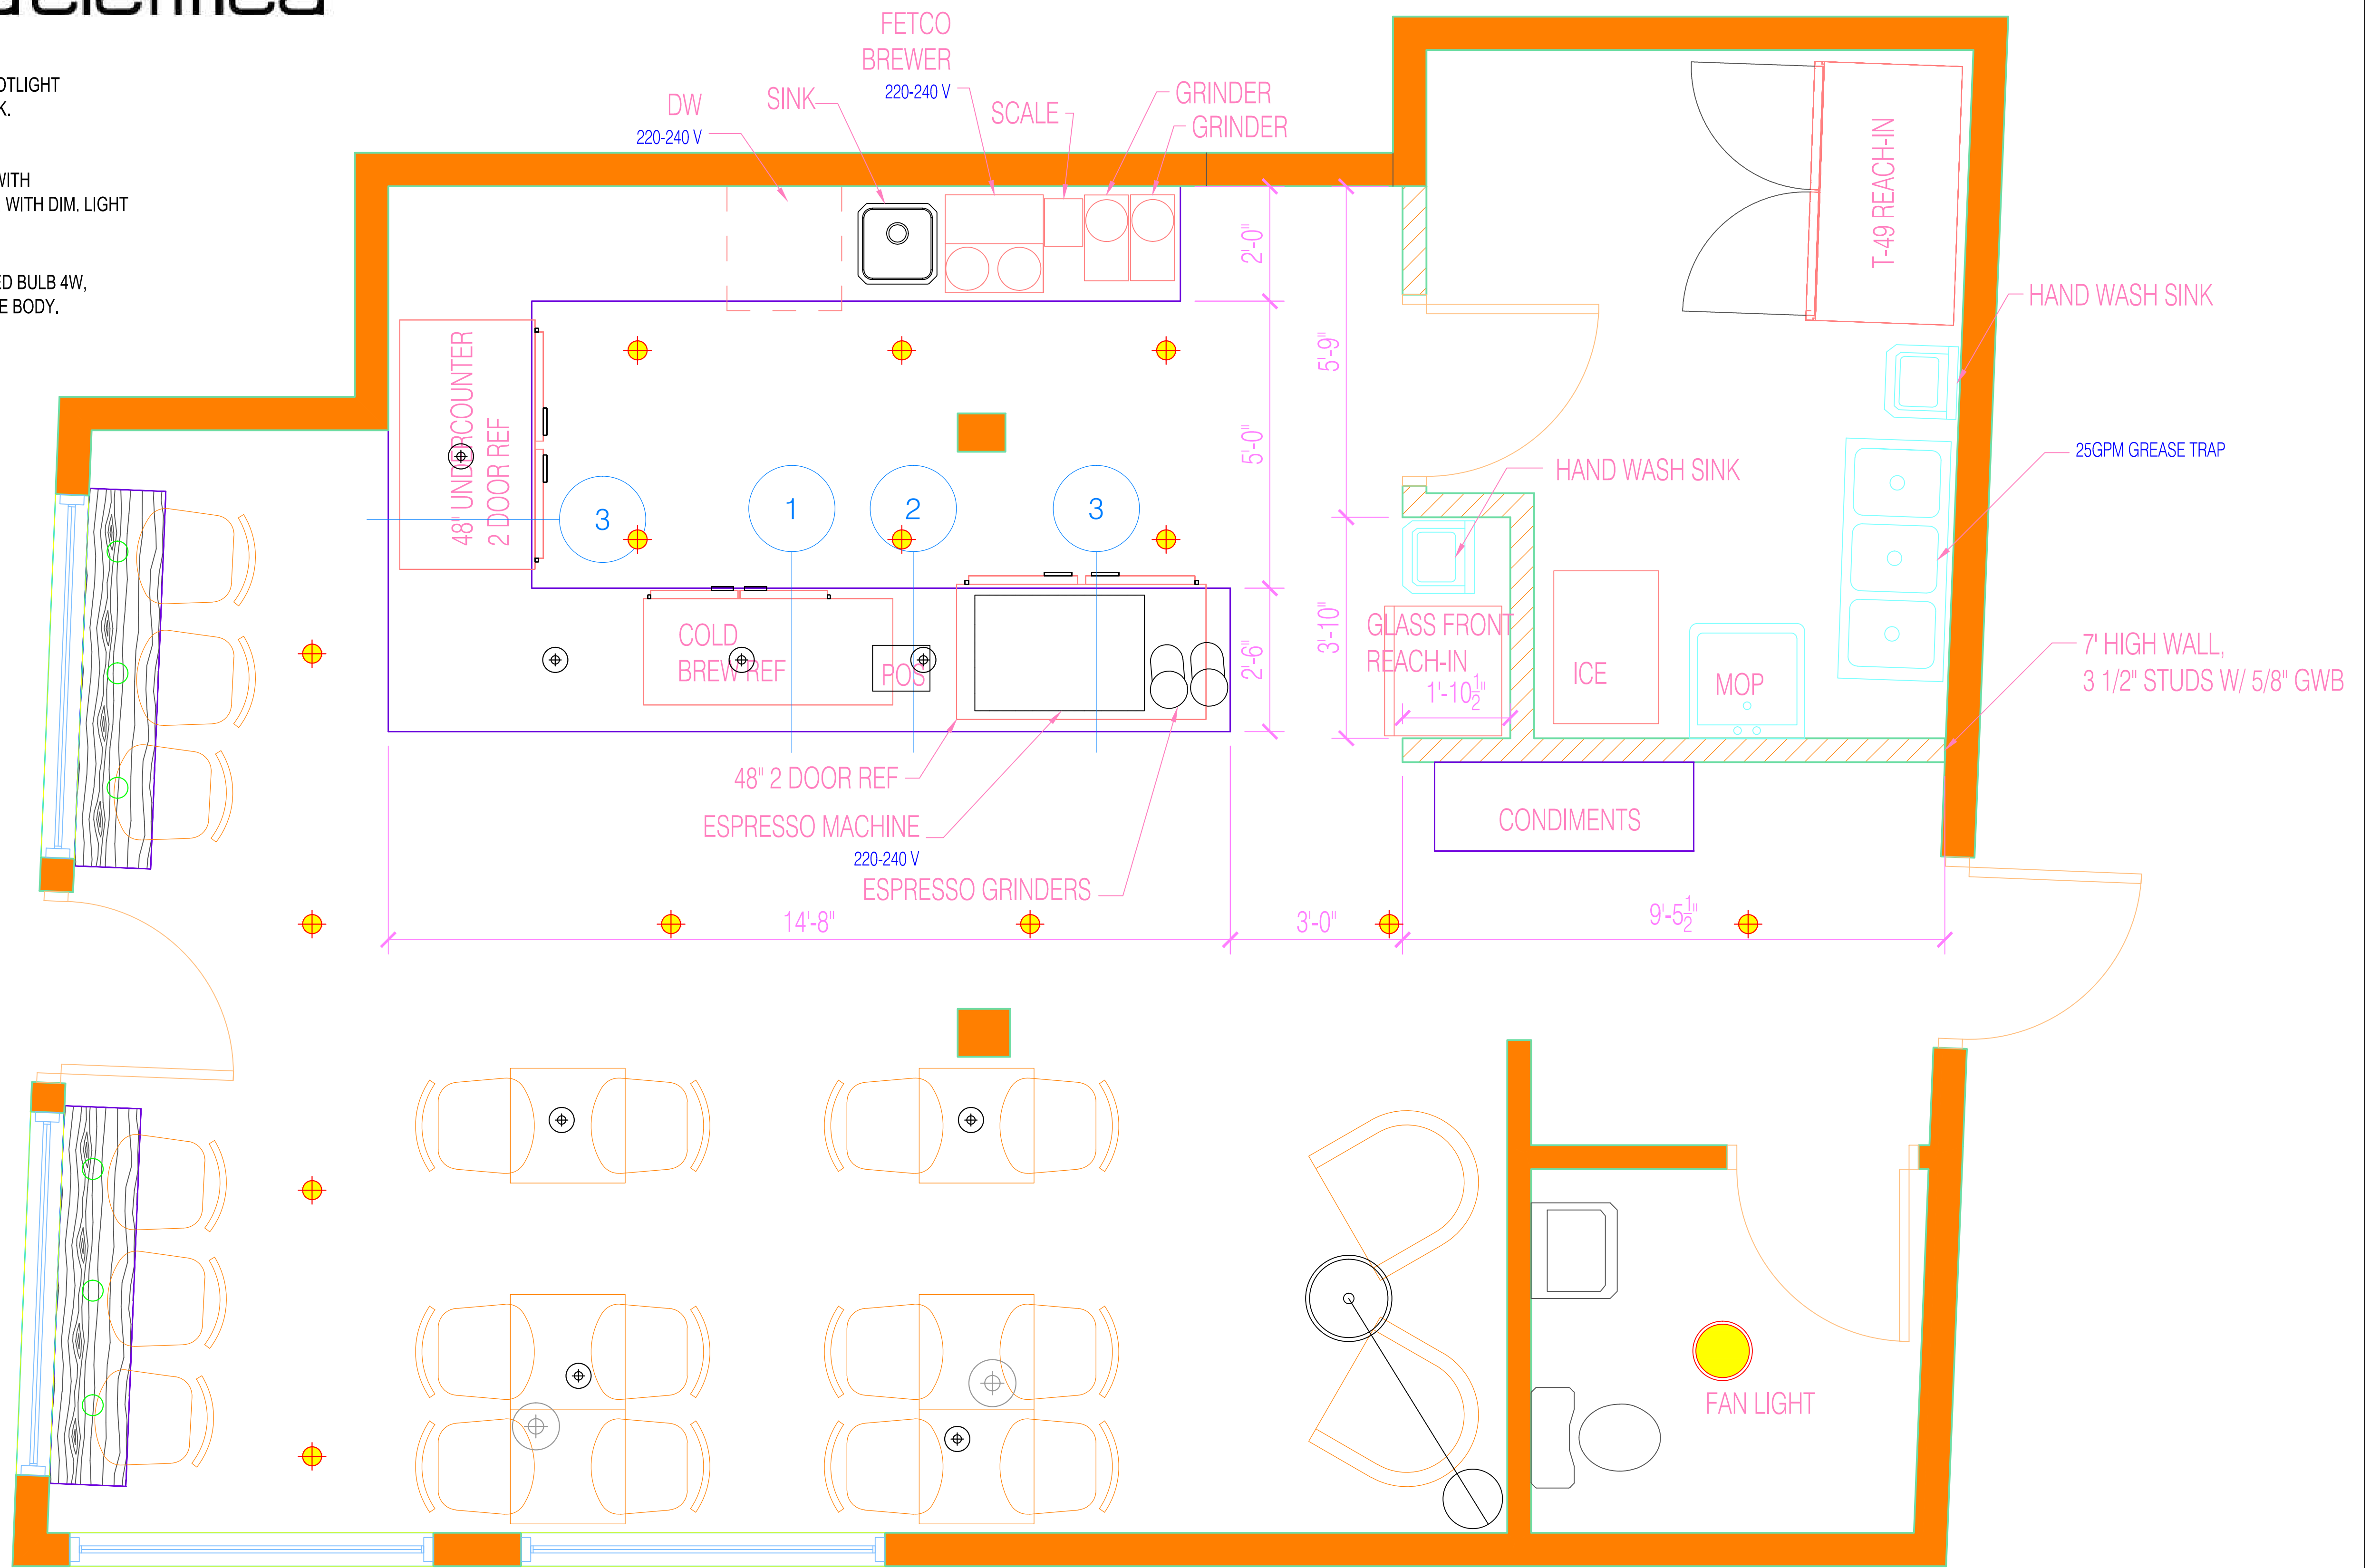 OTLIGHT
K.
WITH
WITH DIM. LIGHT
ED BULB 4W,
E BODY.
FETCO
BREWER
220-240 V
DW
220-240 V
SINK
SCALE
GRINDER
GRINDER
T-49 REACH-IN
HAND WASH SINK
25GPM GREASE TRAP
HAND WASH SINK
2'-0"
5'-9"
5'-0"
3'-10"
2'-6"
48" UNDERCOUNTER
2 DOOR REF
3
1
2
3
COLD
BREW REF
POS
GLASS FRONT
REACH-IN
1'-10 1/2"
ICE
MOP
7' HIGH WALL,
3 1/2" STUDS W/ 5/8" GWB
48" 2 DOOR REF
ESPRESSO MACHINE
220-240 V
ESPRESSO GRINDERS
CONDIMENTS
14'-8"
3'-0"
9'-5 1/2"
FAN LIGHT